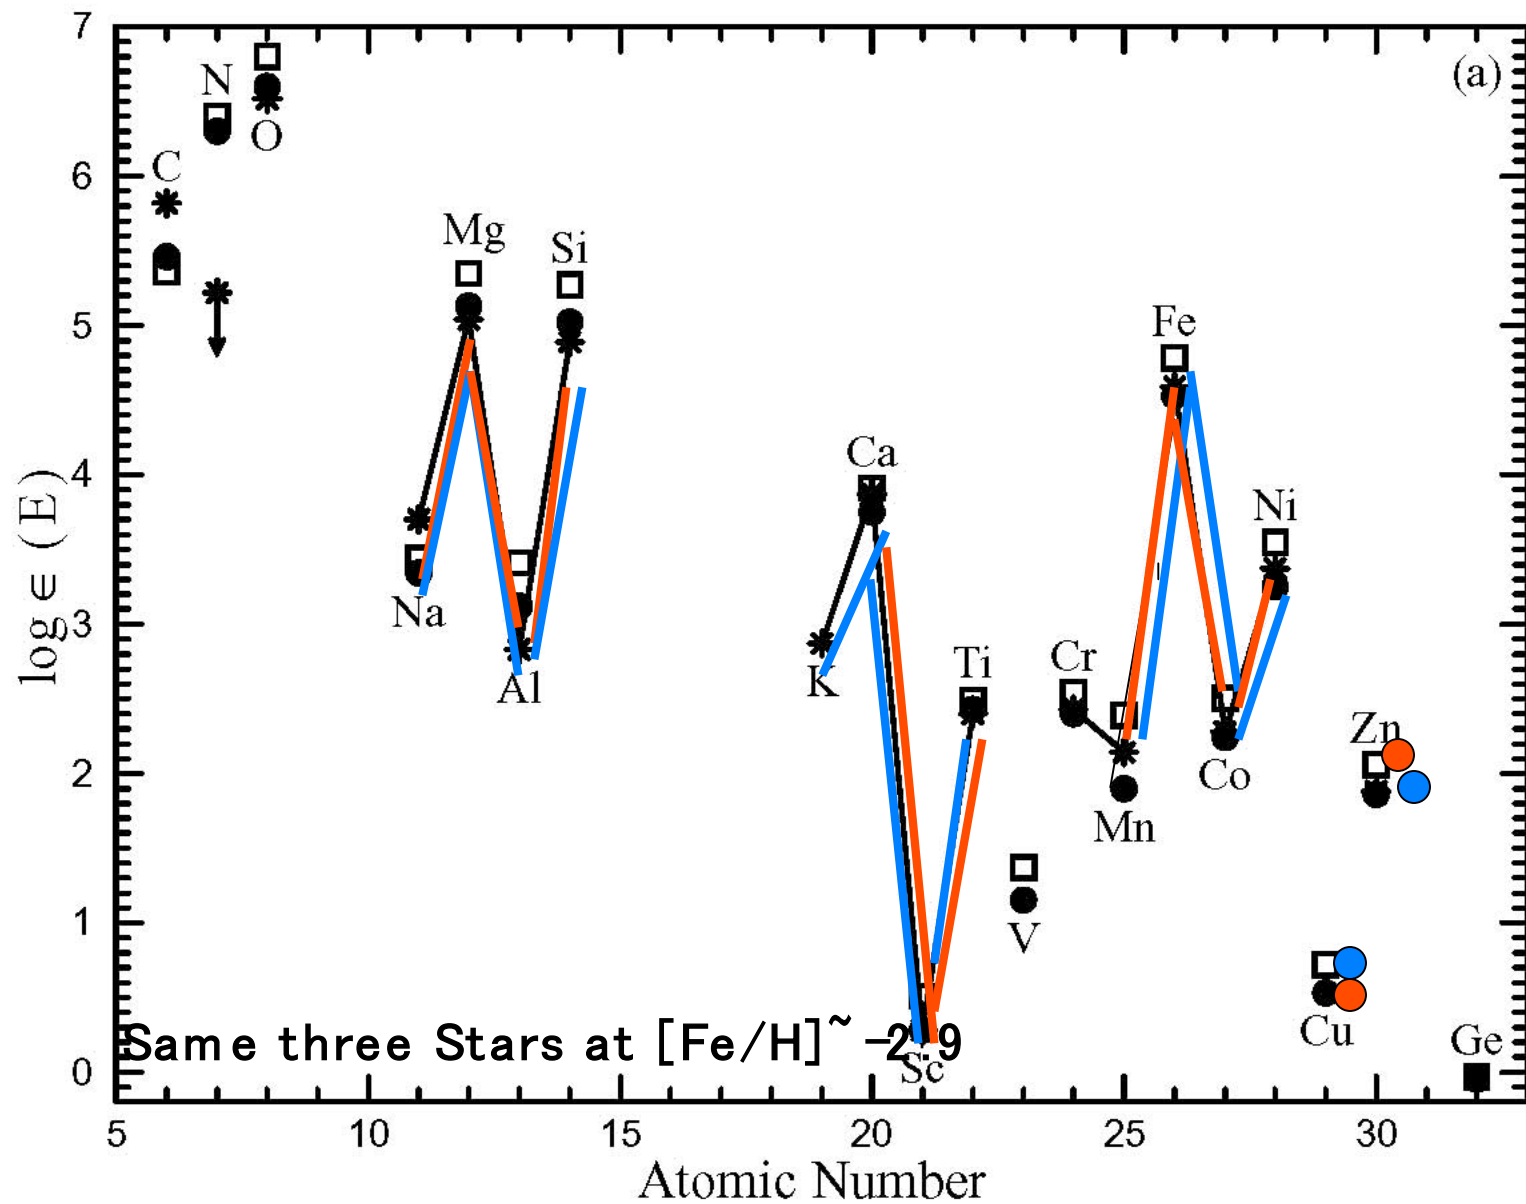 7
(a)
N
O
C
6
Mg
Si
5
Fe
Ca
4
Ni
log ϵ (E)
Na
3
Cr
Ti
K
Al
Zn
2
Co
Mn
1
V
Cu
Same three Stars at [Fe/H]~ -2.9
Ge
Sc
0
5
10
15
20
25
30
Atomic Number